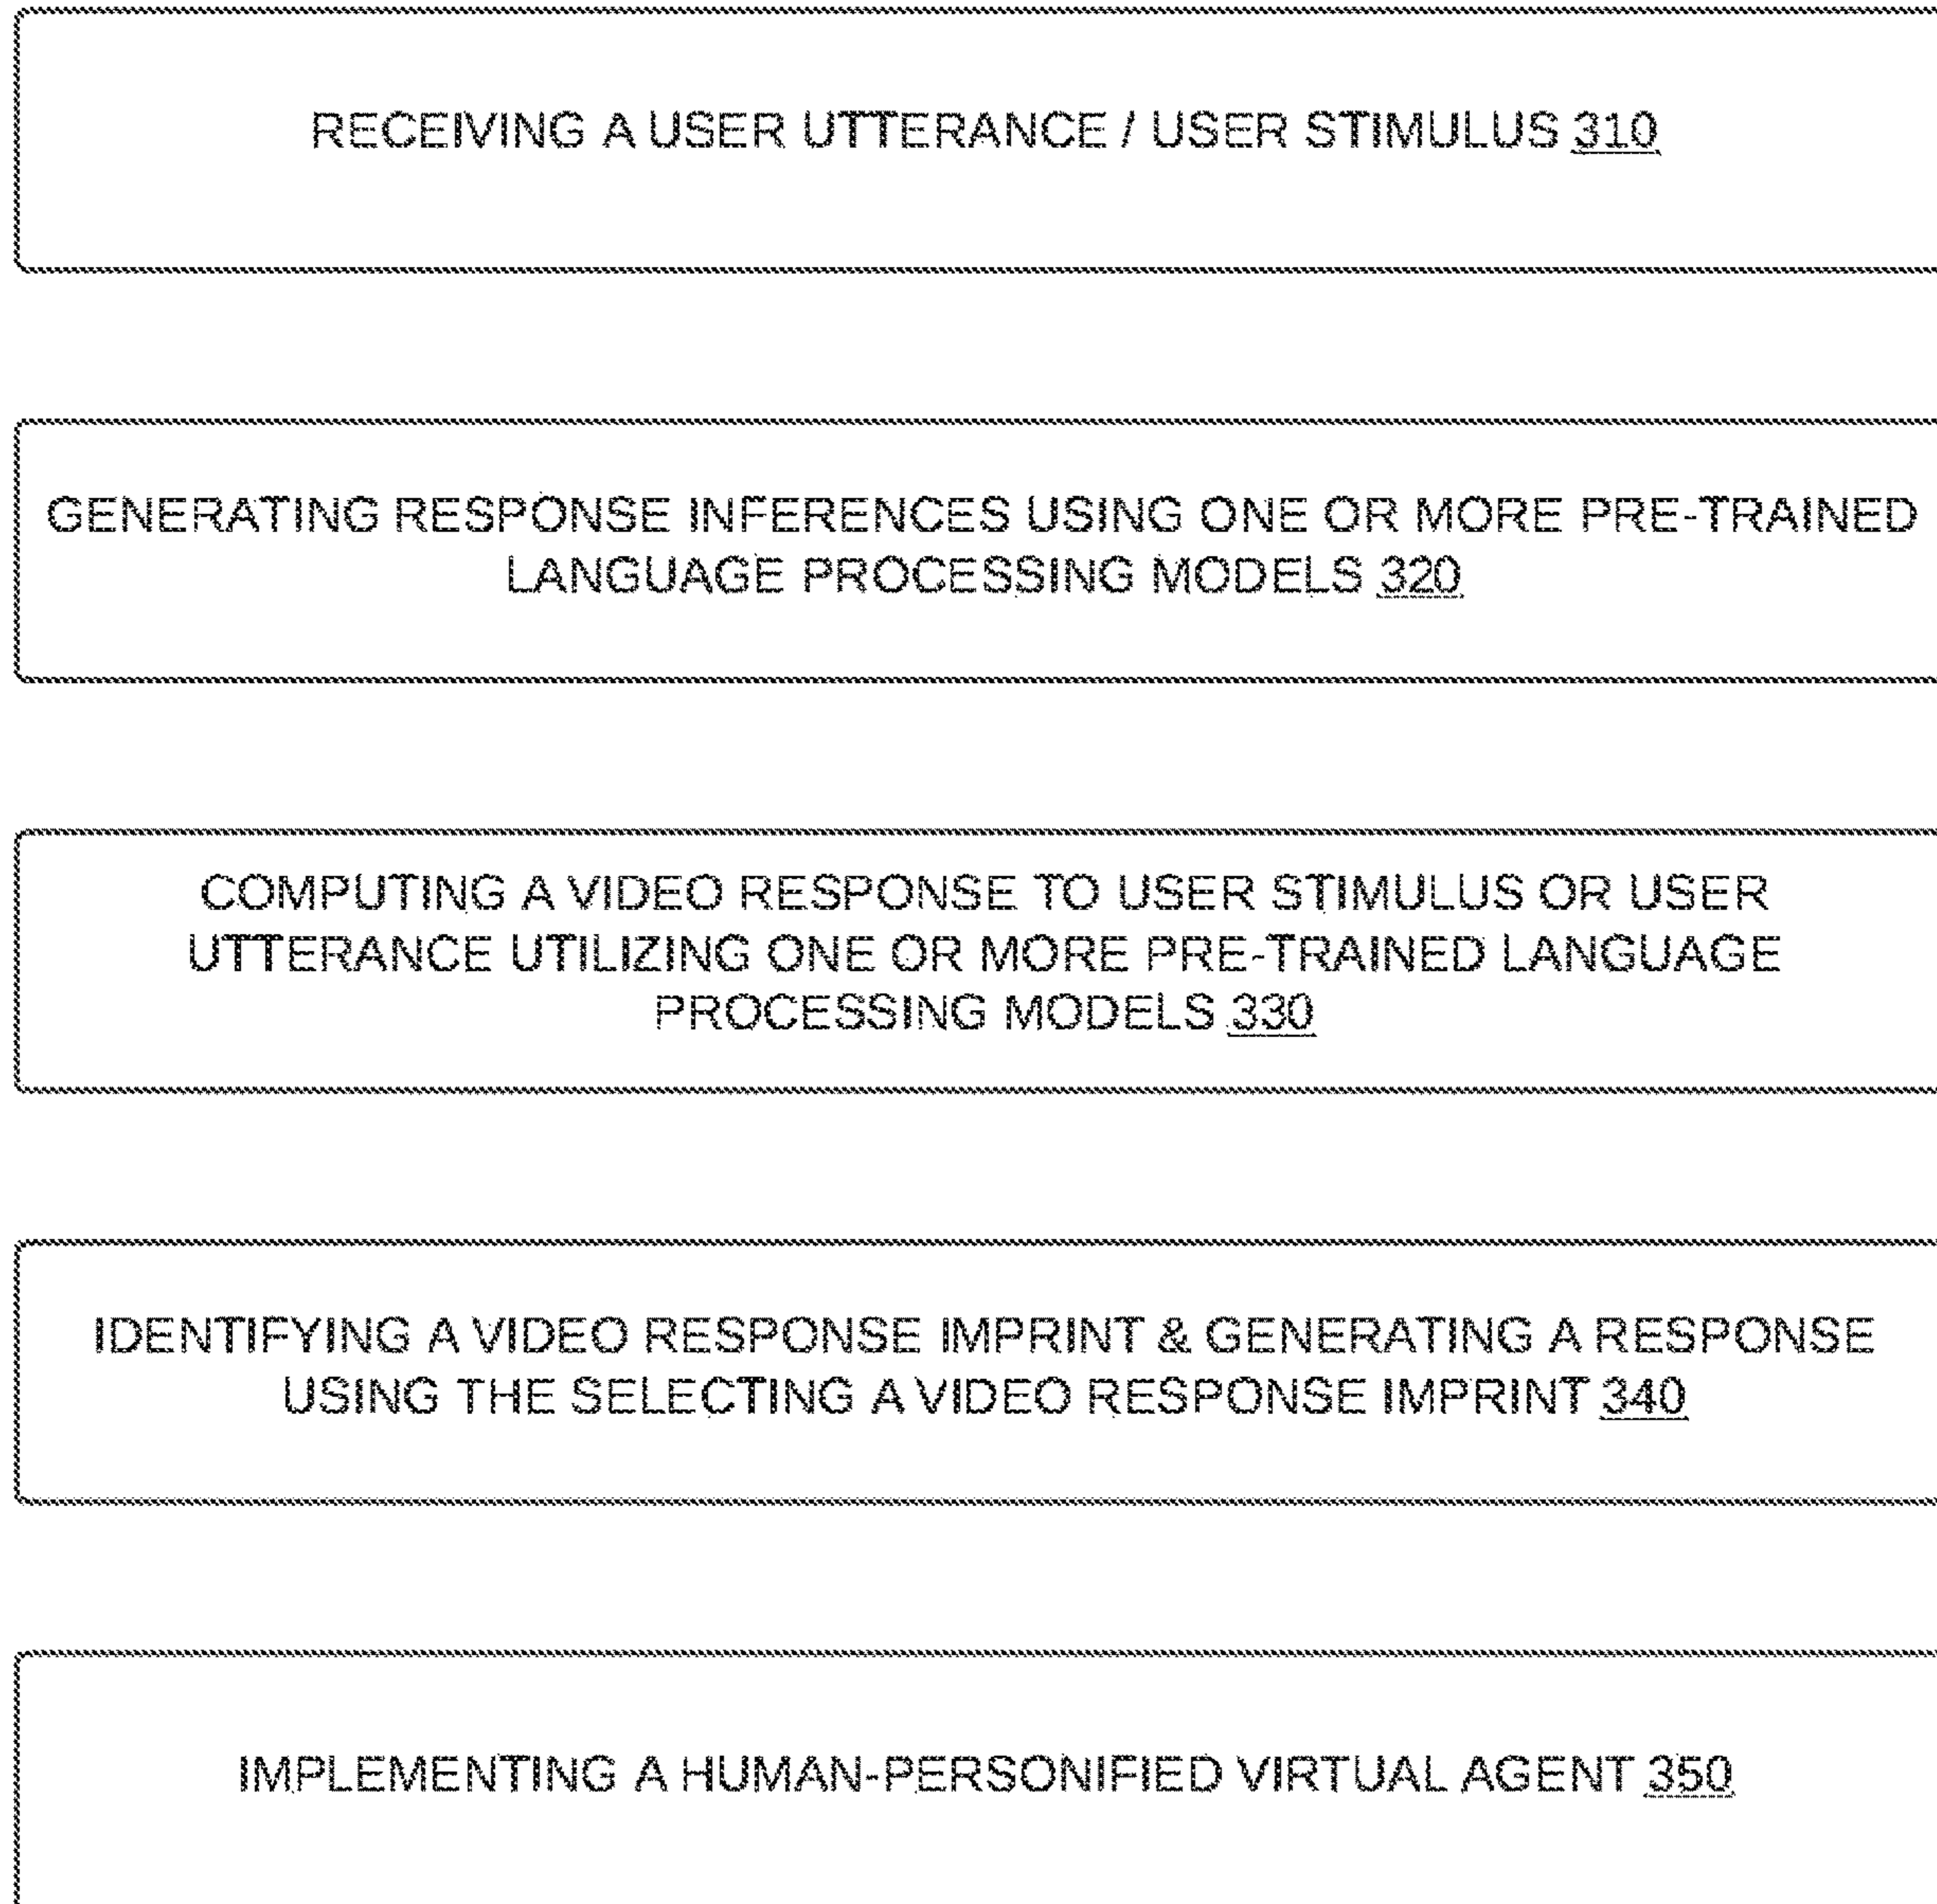 RECEIVING A USER UTTERANCE / USER STIMULUS 310
GENERATING RESPONSE INFERENCES USING ONE OR MORE PRE-TRAINED
LANGUAGE PROCESSING MODELS 320
COMPUTING A VIDEO RESPONSE TO USER STIMULUS OR USER
UTTERANCE UTILIZING ONE OR MORE PRE-TRAINED LANGUAGE
PROCESSING MODELS 330
IDENTIFYING A VIDEO RESPONSE IMPRINT & GENERATING A RESPONSE
USING THE SELECTING A VIDEO RESPONSE IMPRINT 340
IMPLEMENTING A HUMAN-PERSONIFIED VIRTUAL AGENT 350